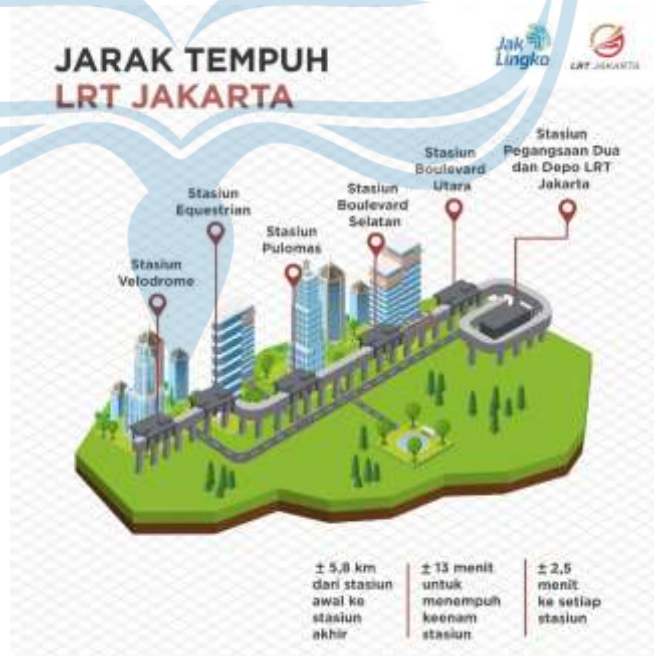 JARAK TEMPUH
LRT JAKARTA
Jak
Lingko
LRT JAKARTA
Stasiun
Velodrome
Stasiun
Equestrian
Stasiun
Pulomas
Stasiun
Boulevard
Selatan
Stasiun
Boulevard
Utara
Stasiun
Pegangsaan Dua
dan Depo LRT
Jakarta
± 5,8 km
dari stasiun
awal ke
stasiun
akhir
± 13 menit
untuk
menempuh
keenam
stasiun
± 2,5
menit
ke setiap
stasiun